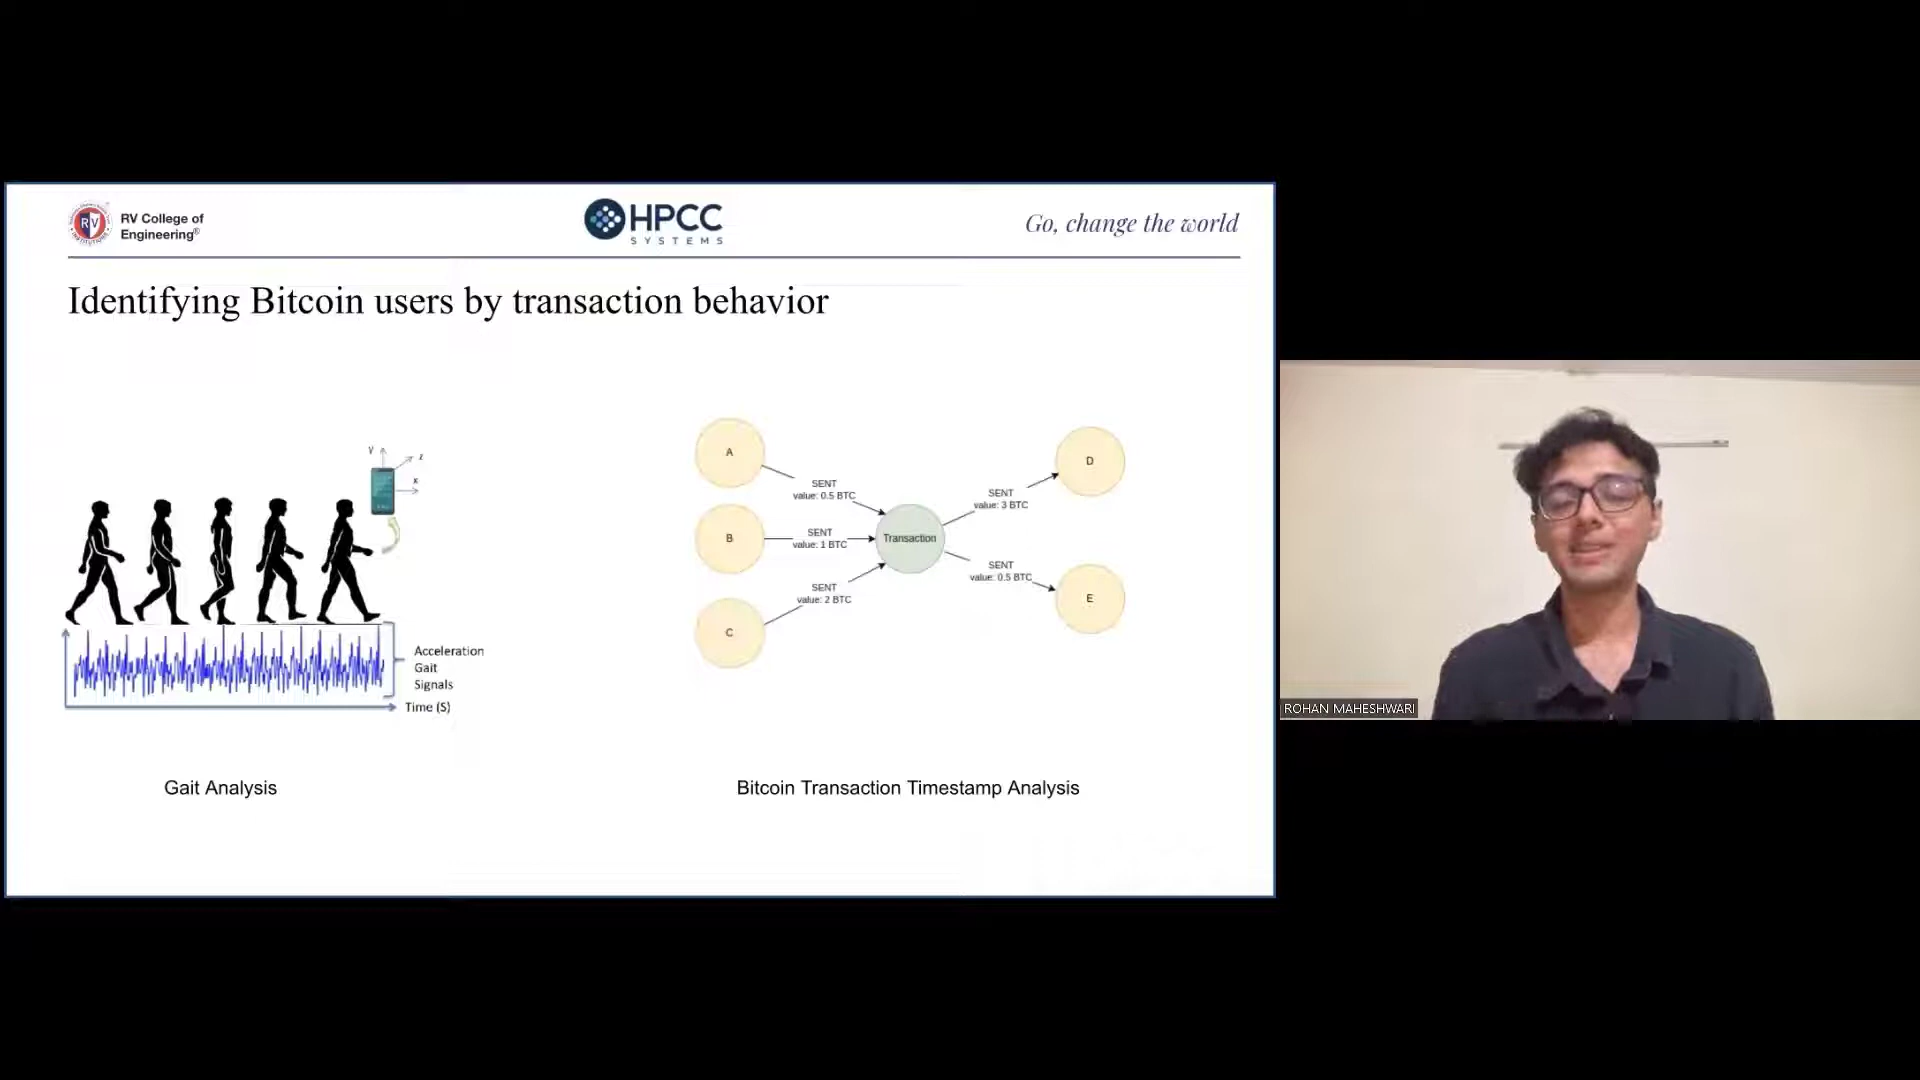 RV College of
Engineering®
RV
HPCC
SYSTEMS
Go, change the world
Identifying Bitcoin users by transaction behavior
V
z
x
Acceleration
Gait
Signals
Time (S)
Gait Analysis
A
SENT
value: 0.5 BTC
B
SENT
value: 1 BTC
C
SENT
value: 2 BTC
Transaction
SENT
value: 3 BTC
D
SENT
value: 0.5 BTC
E
Bitcoin Transaction Timestamp Analysis
ROHAN MAHESHWARI